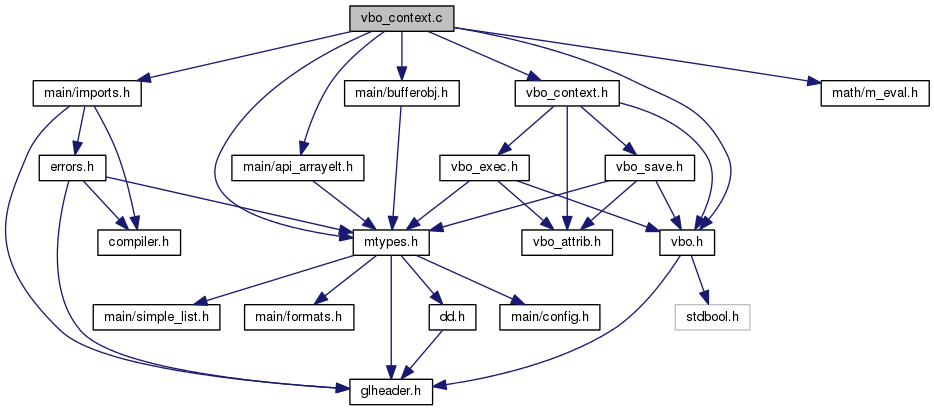 vbo_context.c
main/imports.h
main/bufferobj.h
vbo_context.h
math/m_eval.h
errors.h
main/api_arrayelt.h
vbo_exec.h
vbo_save.h
compiler.h
mtypes.h
vbo_attrib.h
vbo.h
main/simple_list.h
main/formats.h
dd.h
main/config.h
stdbool.h
glheader.h